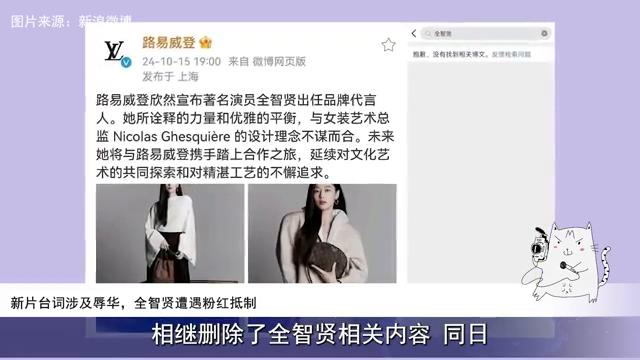 图片来源：新浪微博
路易威登
24-10-15 19:00 来自 微博网页版
发布于 上海
路易威登欣然宣布著名演员全智贤出任品牌代言
人。她所诠释的力量和优雅的平衡，与女装艺术总
监 Nicolas Ghesquière 的设计理念不谋而合。未来
她将与路易威登携手踏上合作之旅，延续对文化艺
术的共同探索和对精湛工艺的不懈追求。
全智贤
抱歉，没有找到相关博文。反馈检索问题
新片台词涉及辱华，全智贤遭遇粉红抵制
相继删除了全智贤相关内容 同日